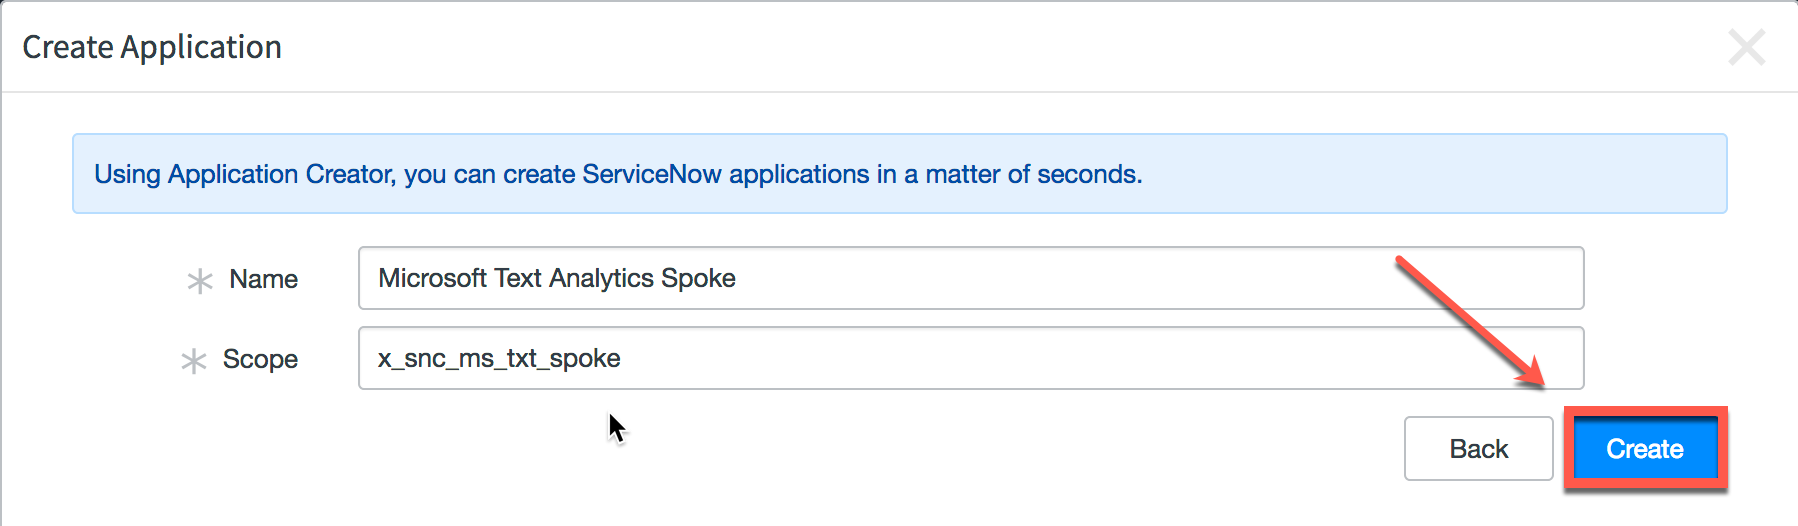 Create Application
Using Application Creator, you can create ServiceNow applications in a matter of seconds.
Name
Microsoft Text Analytics Spoke
Scope
x_snc_ms_txt_spoke
Back
Create